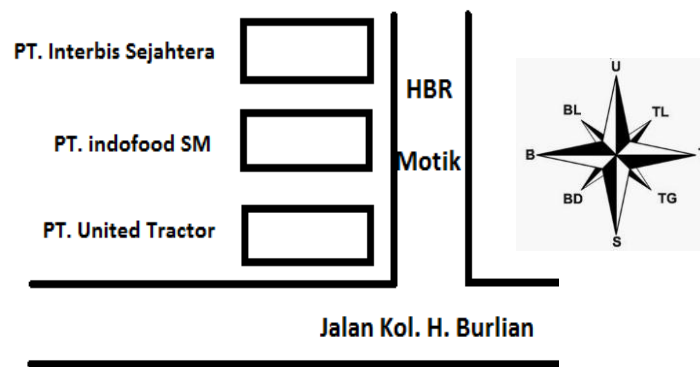 PT. Interbis Sejahtera
HBR
PT. indofood SM
Motik
PT. United Tractor
Jalan Kol. H. Burlian
U
BL
TL
B
BD
TG
S